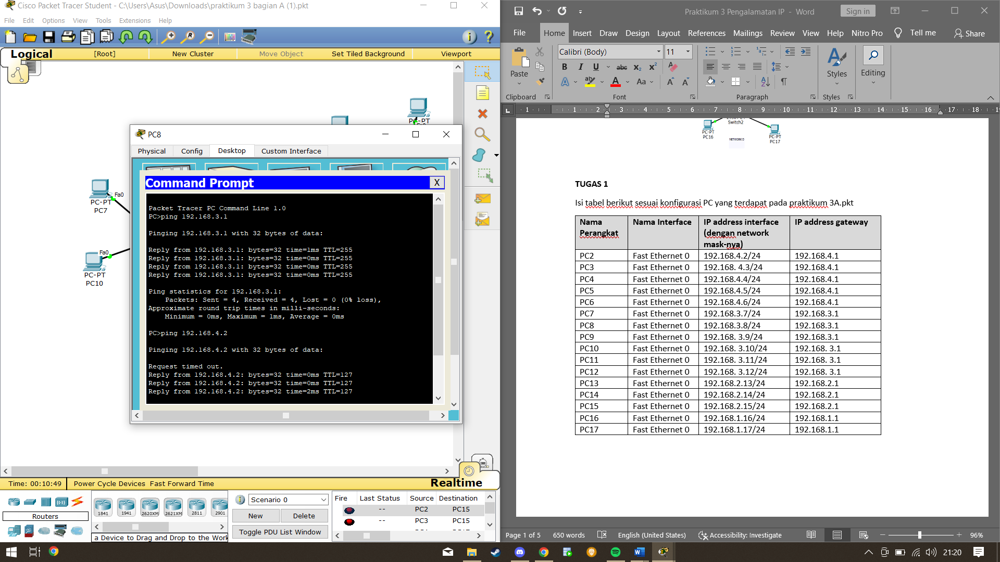 Cisco Packet Tracer Student - C:\Users\Asus\Downloads\praktikum 3 bagian A (1).pkt
File Edit Options View Tools Extensions Help
Logical [Root] New Cluster Move Object Set Tiled Background Viewport
PC-PT
Fa0
PC-PT
PC7
Fa0
PC-PT
PC10
PC8
Physical Config Desktop Custom Interface
Command Prompt X
Packet Tracer PC Command Line 1.0
PC>ping 192.168.3.1
Pinging 192.168.3.1 with 32 bytes of data:
Reply from 192.168.3.1: bytes=32 time=1ms TTL=255
Reply from 192.168.3.1: bytes=32 time=0ms TTL=255
Reply from 192.168.3.1: bytes=32 time=0ms TTL=255
Reply from 192.168.3.1: bytes=32 time=0ms TTL=255
Ping statistics for 192.168.3.1:
Packets: Sent = 4, Received = 4, Lost = 0 (0% loss),
Approximate round trip times in milli-seconds:
Minimum = 0ms, Maximum = 1ms, Average = 0ms
PC>ping 192.168.4.2
Pinging 192.168.4.2 with 32 bytes of data:
Request timed out.
Reply from 192.168.4.2: bytes=32 time=0ms TTL=127
Reply from 192.168.4.2: bytes=32 time=0ms TTL=127
Reply from 192.168.4.2: bytes=32 time=2ms TTL=127
Realtime
Time: 00:10:49 Power Cycle Devices Fast Forward Time
Routers
1841 1941 2620XM 2621XM 2811 2901
a Device to Drag and Drop to the Work
Scenario 0
New Delete
Toggle PDU List Window
Fire Last Status Source Destination
-- PC2 PC15
-- PC3 PC15
Praktikum 3 Pengalamatan IP - Word Sign in
File Home Insert Draw Design Layout References Mailings Review View Help Nitro Pro Tell me Share
Calibri (Body) 11
Paste
Styles
Editing
Clipboard Font Paragraph Styles
1 1 2 3 4 5 6 7 8 9 10 11 12 13 14 15 16 17 18
Switch2
PC-PT
PC16
PC-PT
PC17
NETWORK D
TUGAS 1
Isi tabel berikut sesuai konfigurasi PC yang terdapat pada praktikum 3A.pkt
Nama Perangkat Nama Interface IP address interface (dengan network mask-nya) IP address gateway
PC2 Fast Ethernet 0 192.168.4.2/24 192.168.4.1
PC3 Fast Ethernet 0 192.168. 4.3/24 192.168.4.1
PC4 Fast Ethernet 0 192.168.4.4/24 192.168.4.1
PC5 Fast Ethernet 0 192.168.4.5/24 192.168.4.1
PC6 Fast Ethernet 0 192.168.4.6/24 192.168.4.1
PC7 Fast Ethernet 0 192.168.3.7/24 192.168.3.1
PC8 Fast Ethernet 0 192.168.3.8/24 192.168.3.1
PC9 Fast Ethernet 0 192.168. 3.9/24 192.168.3.1
PC10 Fast Ethernet 0 192.168. 3.10/24 192.168. 3.1
PC11 Fast Ethernet 0 192.168. 3.11/24 192.168. 3.1
PC12 Fast Ethernet 0 192.168. 3.12/24 192.168. 3.1
PC13 Fast Ethernet 0 192.168.2.13/24 192.168.2.1
PC14 Fast Ethernet 0 192.168.2.14/24 192.168.2.1
PC15 Fast Ethernet 0 192.168.2.15/24 192.168.2.1
PC16 Fast Ethernet 0 192.168.1.16/24 192.168.1.1
PC17 Fast Ethernet 0 192.168.1.17/24 192.168.1.1
Page 1 of 5 650 words English (United States) Accessibility: Investigate 96%
21:20